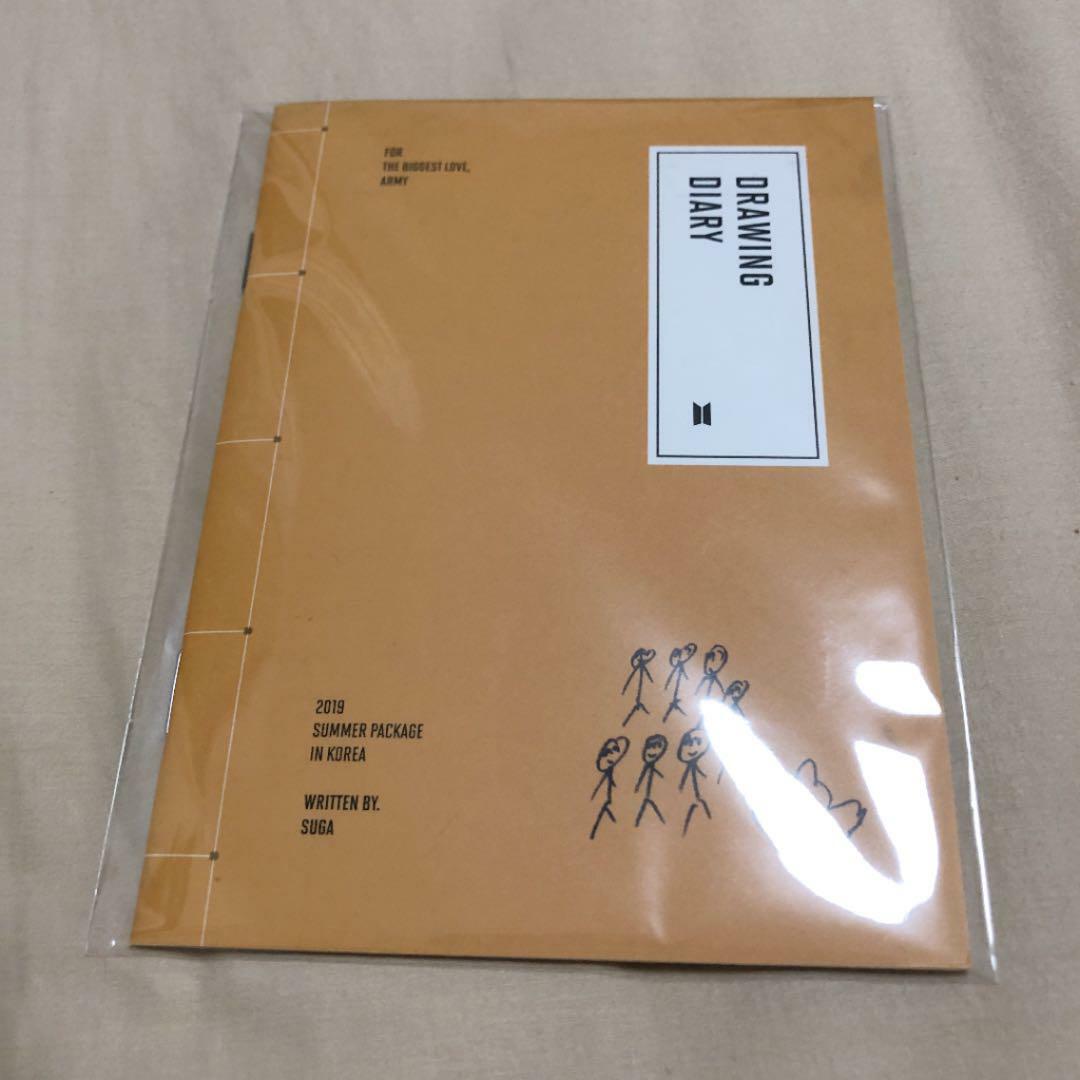 FOR
THE BIGGEST LOVE,
ARMY
DRAWING
DIARY
2019
SUMMER PACKAGE
IN KOREA
WRITTEN BY.
SUGA